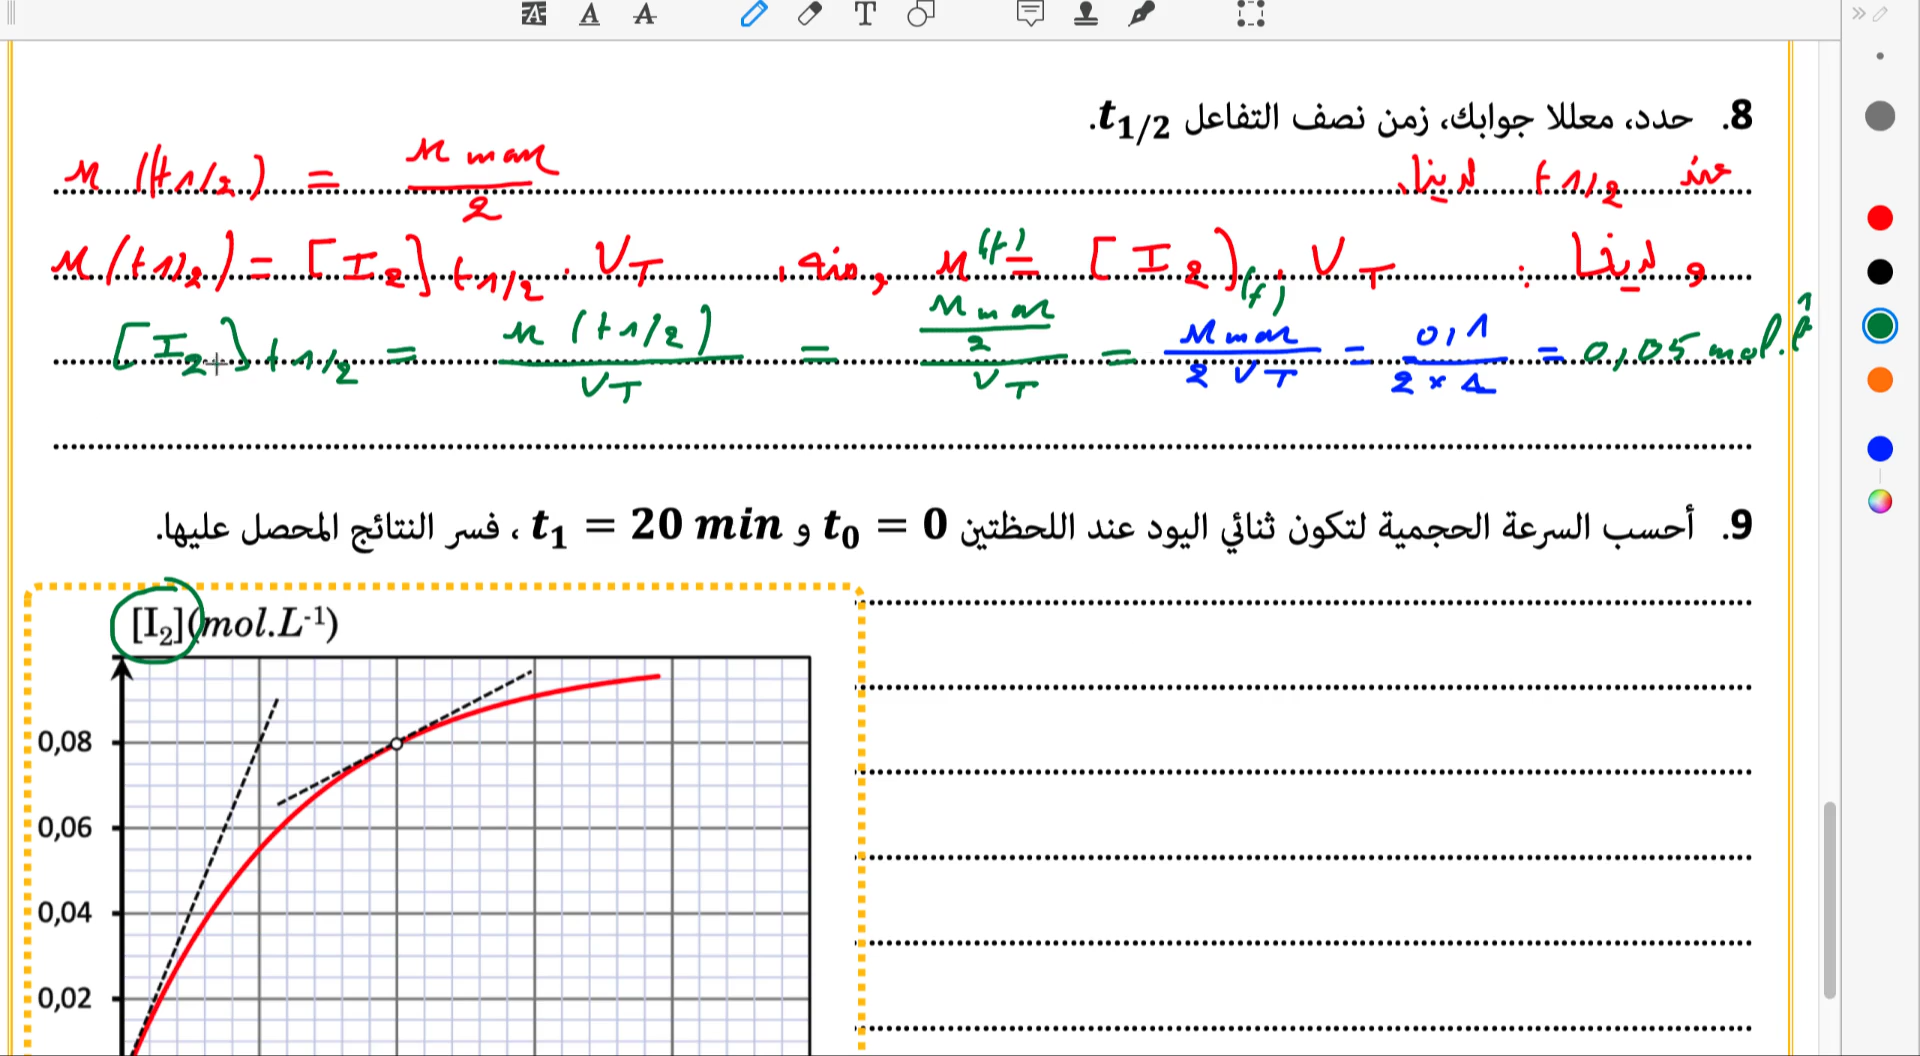 8. حدد، معللا جوابك، زمن نصف التفاعل t1/2.
عند t1/2 لدينا: x(t1/2) = xmax/2
و لدينا : x(t) = [I2](t) . VT ومنه، x(t1/2) = [I2]t1/2 . VT
[I2]t1/2 = x(t1/2)/VT = (xmax/2)/VT = xmax/2VT = 0,1/2×1 = 0,05 mol.l-1
9. أحسب السرعة الحجمية لتكون ثنائي اليود عند اللحظتين t0 = 0 و t1 = 20 min ، فسر النتائج المحصل عليها.
[I2](mol.L-1)
0,08
0,06
0,04
0,02